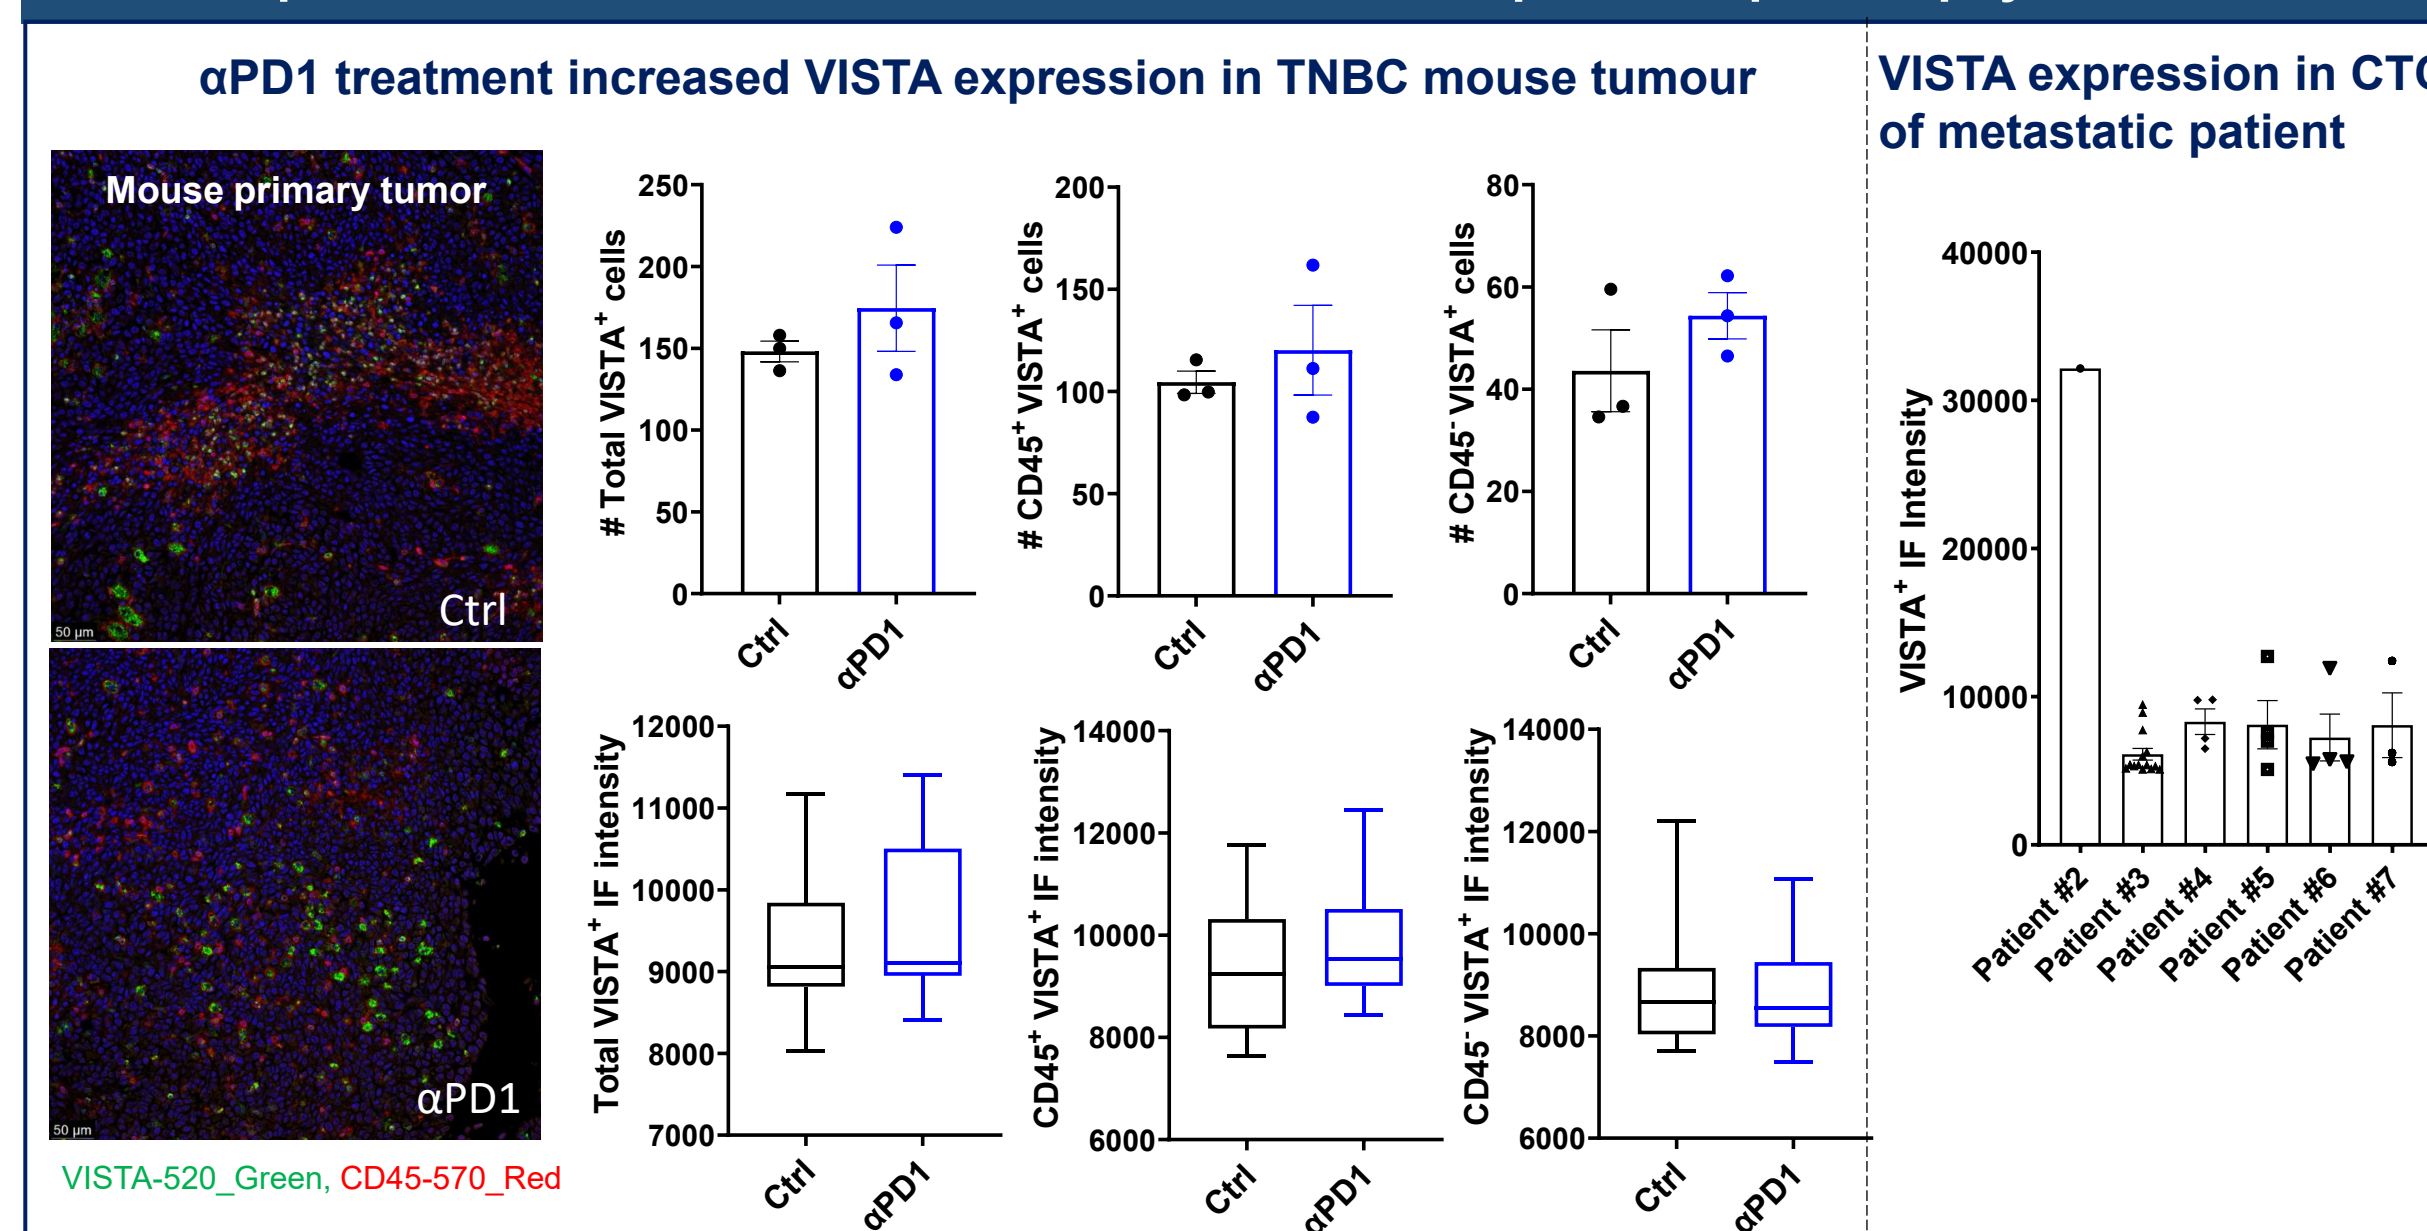 αPD1 treatment increased VISTA expression in TNBC mouse tumour
Mouse primary tumor
Ctrl
50 µm
αPD1
50 µm
VISTA-520_Green, CD45-570_Red
# Total VISTA⁺ cells
250
200
150
100
50
0
Ctrl
αPD1
# CD45⁺ VISTA⁺ cells
200
150
100
50
0
Ctrl
αPD1
# CD45⁻ VISTA⁺ cells
80
60
40
20
0
Ctrl
αPD1
Total VISTA⁺ IF intensity
12000
11000
10000
9000
8000
7000
Ctrl
αPD1
CD45⁺ VISTA⁺ IF intensity
14000
12000
10000
8000
6000
Ctrl
αPD1
CD45⁻ VISTA⁺ IF intensity
14000
12000
10000
8000
6000
Ctrl
αPD1
VISTA expression in CTC
of metastatic patient
VISTA⁺ IF Intensity
40000
30000
20000
10000
0
Patient #2
Patient #3
Patient #4
Patient #5
Patient #6
Patient #7